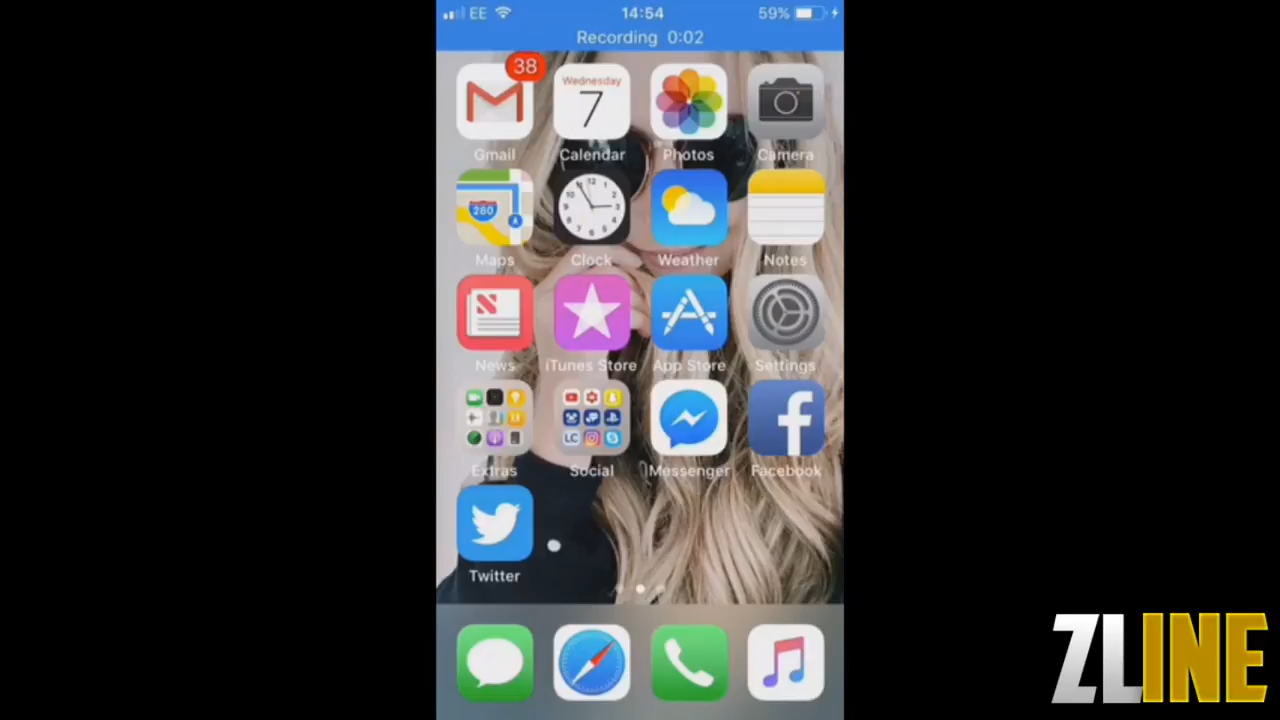 EE 14:54 59%
Recording 0:02
38
Wednesday
7
Gmail Calendar Photos Camera
280
Maps Clock Weather Notes
News iTunes Store App Store Settings
LC
Extras Social Messenger Facebook
Twitter
ZLINE